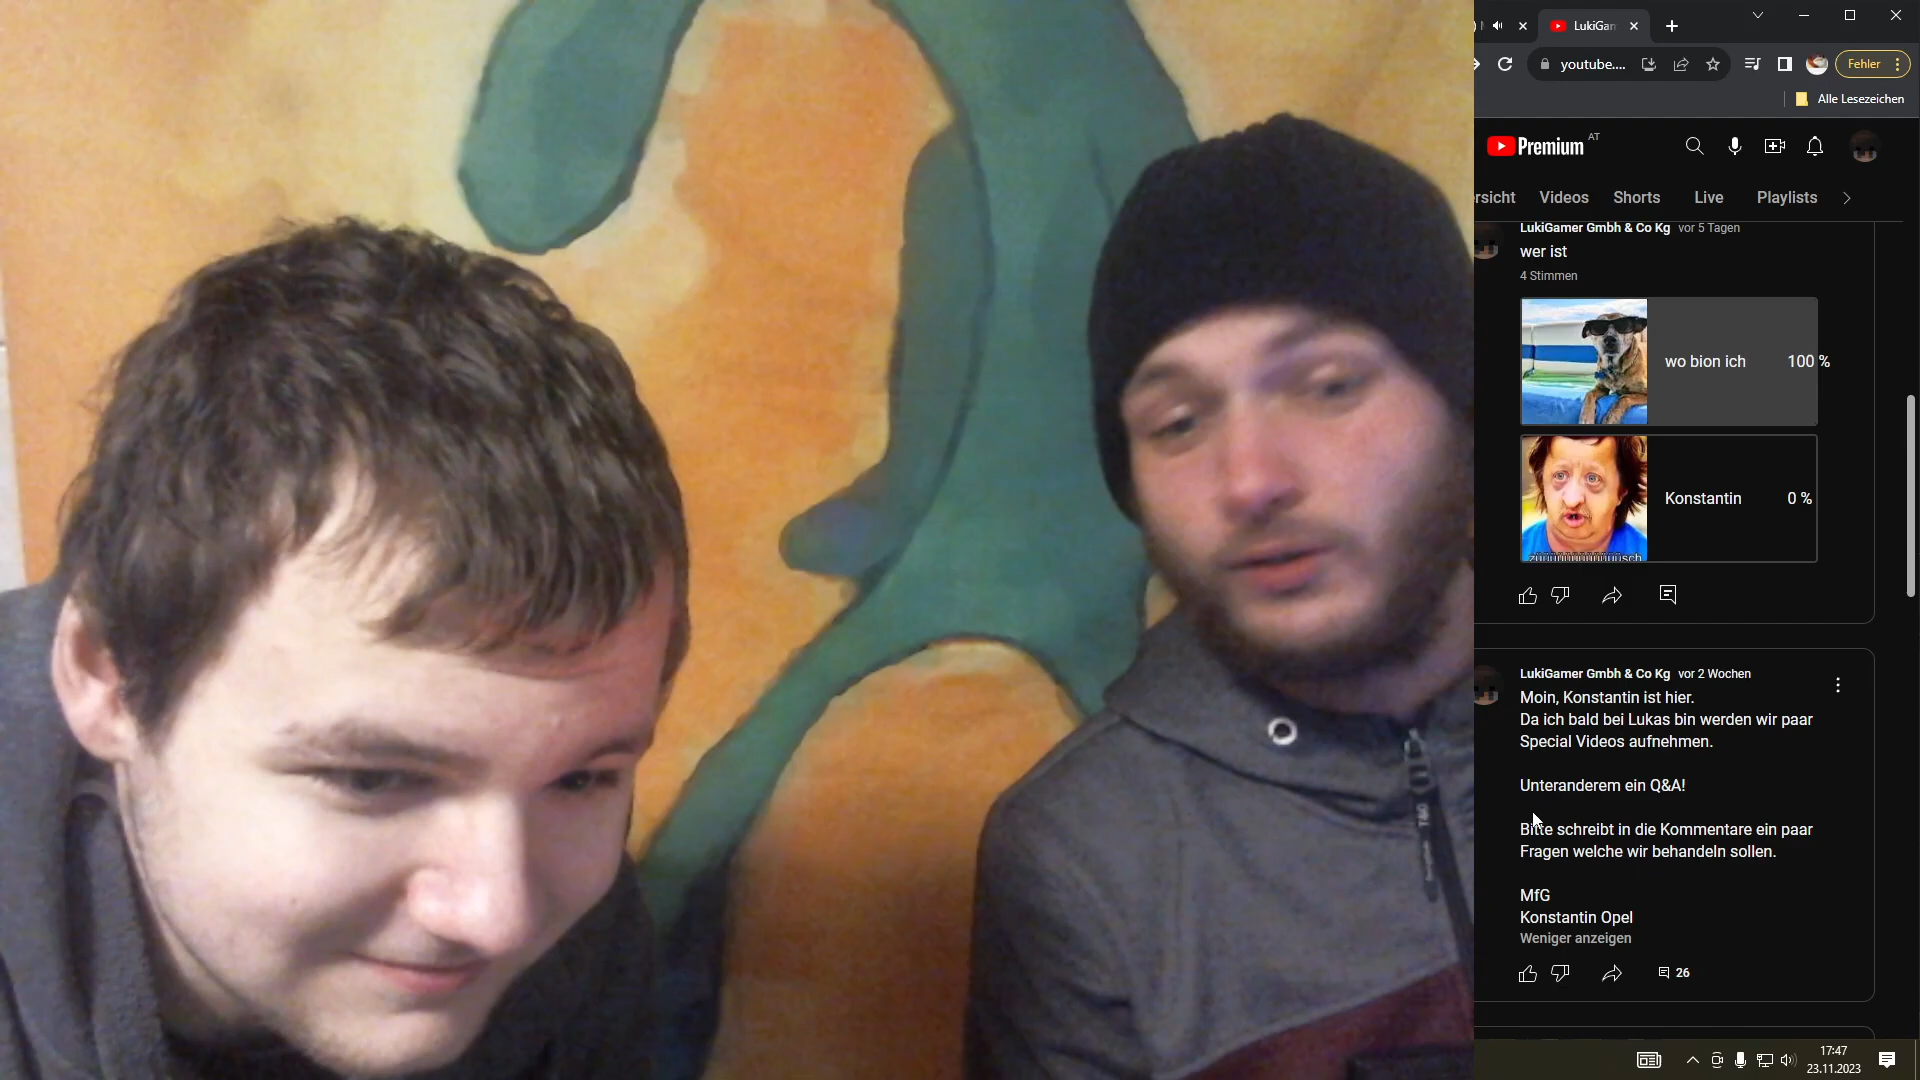 LukiGam
youtube....
Fehler
Alle Lesezeichen
Premium AT
Videos Shorts Live Playlists
LukiGamer Gmbh & Co Kg vor 5 Tagen
wer ist
4 Stimmen
wo bion ich 100 %
Konstantin 0 %
LukiGamer Gmbh & Co Kg vor 2 Wochen
Moin, Konstantin ist hier.
Da ich bald bei Lukas bin werden wir paar
Special Videos aufnehmen.
Unteranderem ein Q&A!
Bitte schreibt in die Kommentare ein paar
Fragen welche wir behandeln sollen.
MfG
Konstantin Opel
Weniger anzeigen
26
17:47
23.11.2023